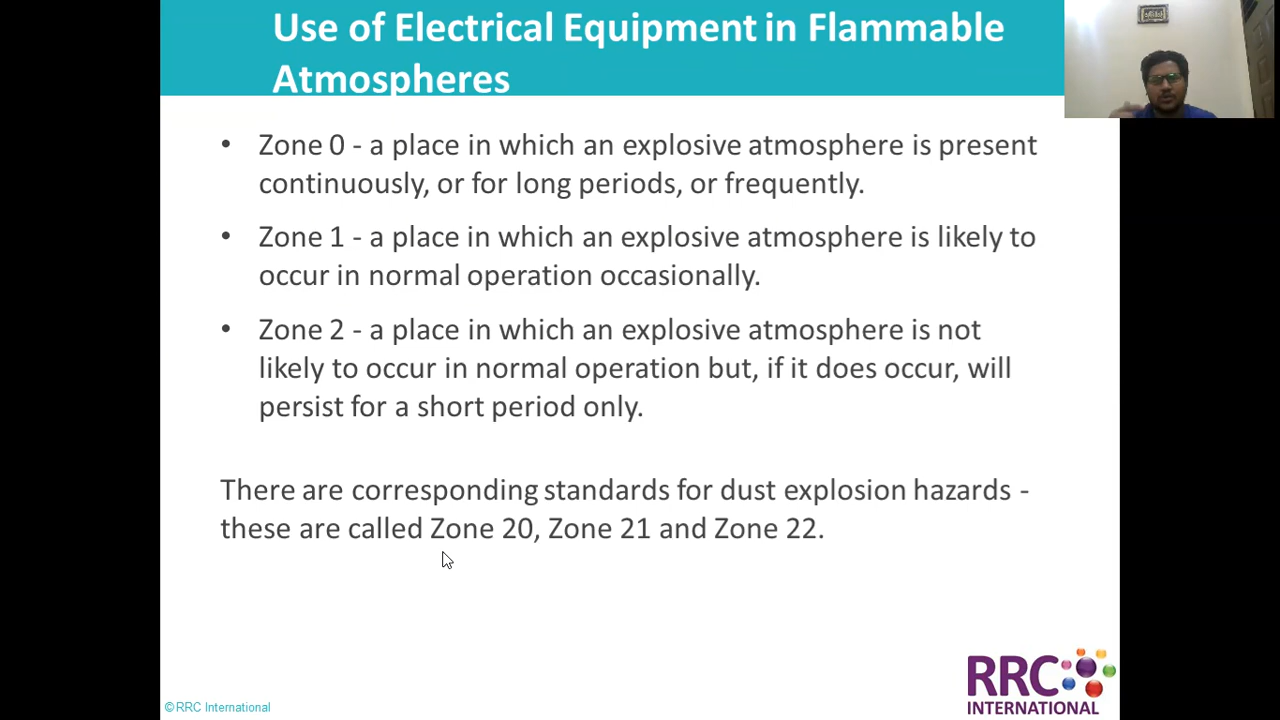 Use of Electrical Equipment in Flammable
Atmospheres
• Zone 0 - a place in which an explosive atmosphere is present
continuously, or for long periods, or frequently.
• Zone 1 - a place in which an explosive atmosphere is likely to
occur in normal operation occasionally.
• Zone 2 - a place in which an explosive atmosphere is not
likely to occur in normal operation but, if it does occur, will
persist for a short period only.
There are corresponding standards for dust explosion hazards -
these are called Zone 20, Zone 21 and Zone 22.
RRC
INTERNATIONAL
© RRC International